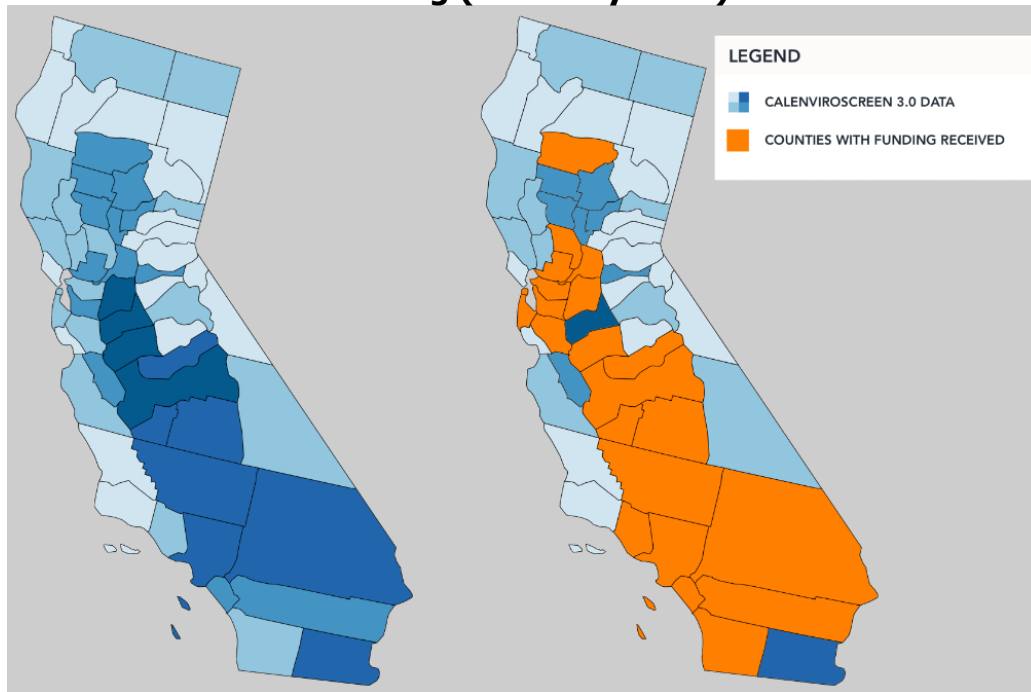 LEGEND
CALENVIROSCREEN 3.0 DATA
COUNTIES WITH FUNDING RECEIVED